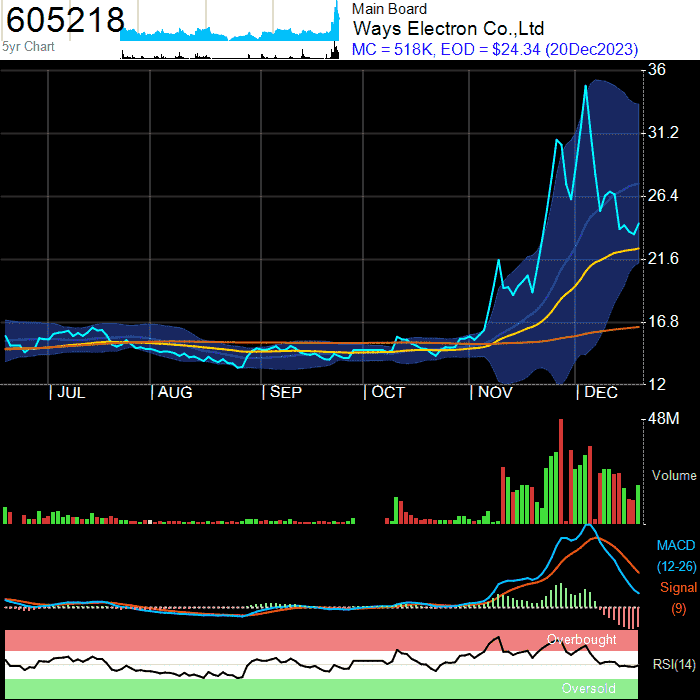 605218
Main Board
Ways Electron Co.,Ltd
5yr Chart
MC = 518K, EOD = $24.34 (20Dec2023)
36
31.2
26.4
21.6
16.8
12
| JUL | AUG | SEP | OCT | NOV | DEC
48M
Volume
MACD
(12-26)
Signal
(9)
Overbought
RSI(14)
Oversold